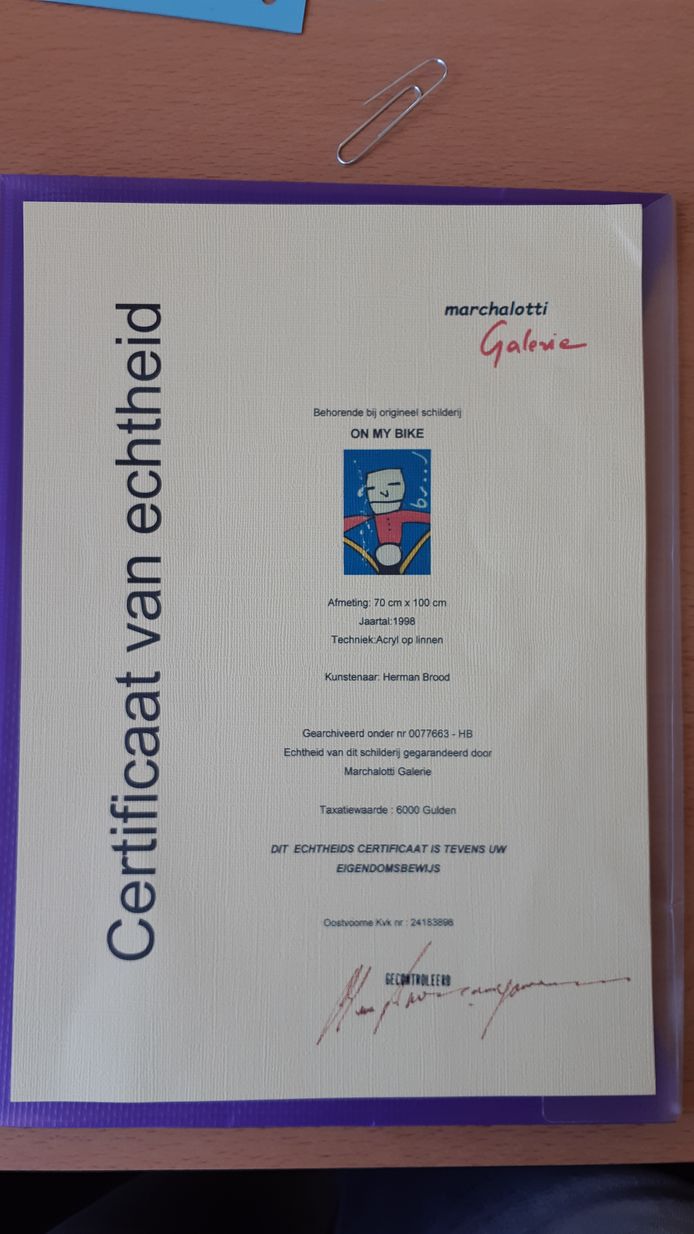 Certificaat van echtheid
marchalotti
Galerie
Behorende bij origineel schilderij
ON MY BIKE
Afmeting: 70 cm x 100 cm
Jaartal:1998
Techniek:Acryl op linnen
Kunstenaar: Herman Brood
Gearchiveerd onder nr 0077663 - HB
Echtheid van dit schilderij gegarandeerd door
Marchalotti Galerie
Taxatiewaarde : 6000 Gulden
DIT ECHTHEIDS CERTIFICAAT IS TEVENS UW
EIGENDOMSBEWIJS
Oostvoorne Kvk nr : 24153898
GECONTROLEERD